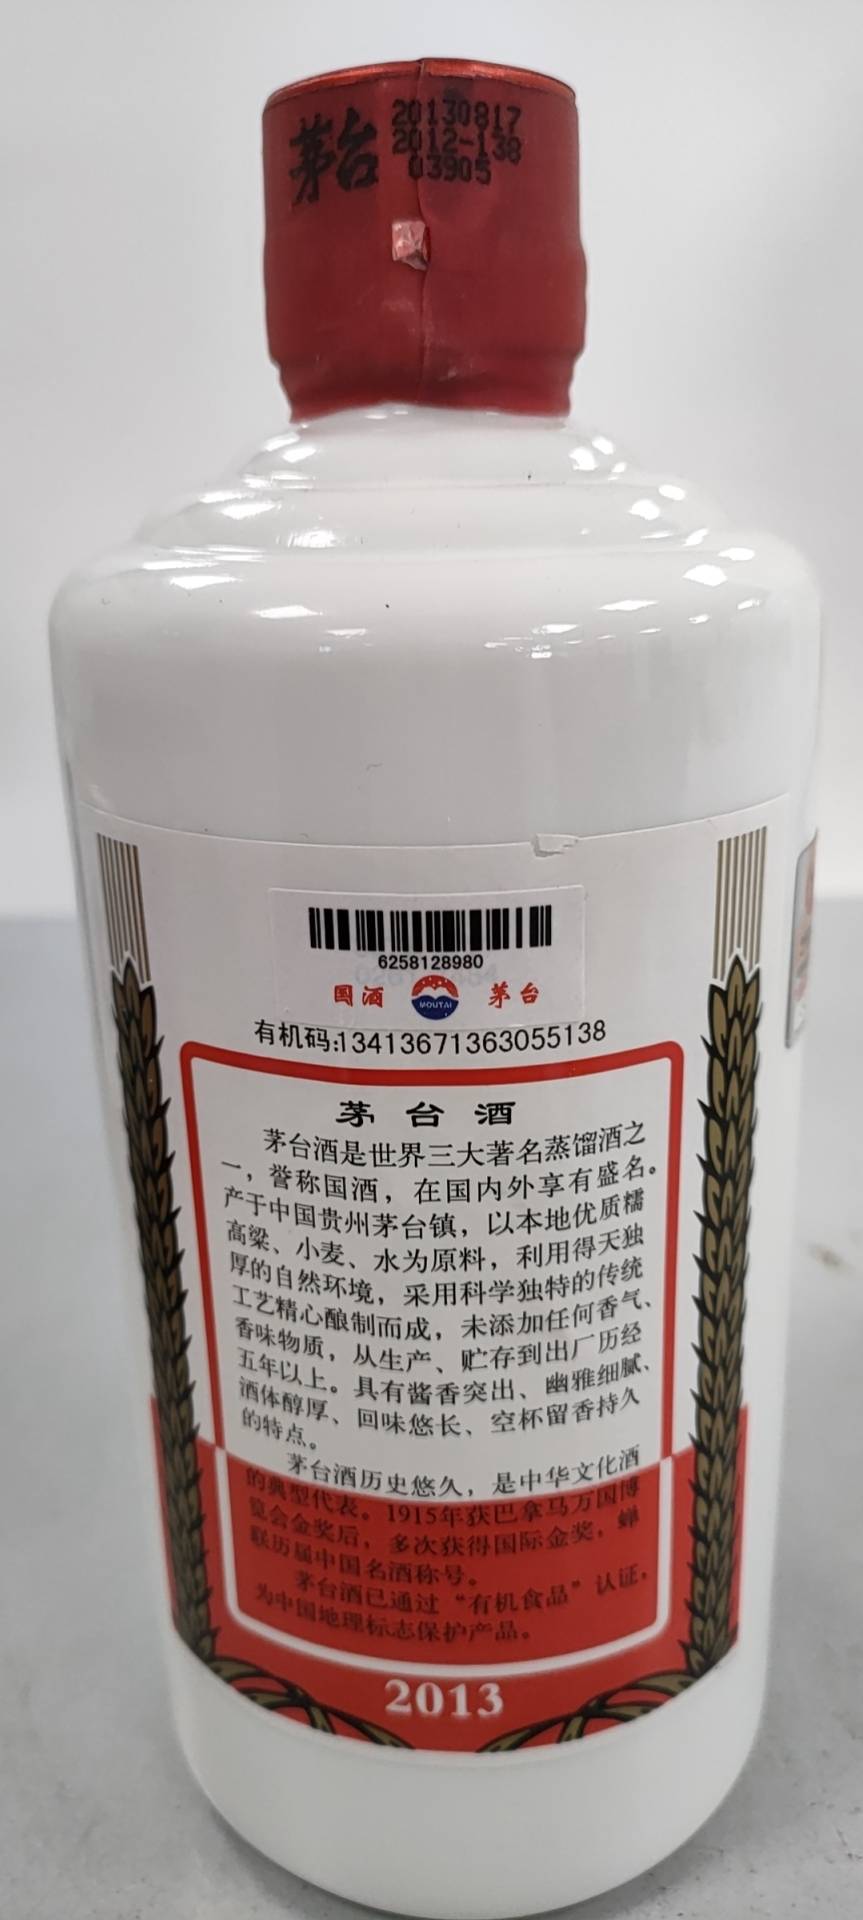 茅台
20130817
2012-138
03905
6258128980
国酒 MOUTAI 茅台
有机码:13413671363055138
茅台酒
茅台酒是世界三大著名蒸馏酒之
一，誉称国酒，在国内外享有盛名。
产于中国贵州茅台镇，以本地优质糯
高粱、小麦、水为原料，利用得天独
厚的自然环境，采用科学独特的传统
工艺精心酿制而成，未添加任何香气、
香味物质，从生产、贮存到出厂历经
五年以上。具有酱香突出、幽雅细腻、
酒体醇厚、回味悠长、空杯留香持久
的特点。
茅台酒历史悠久，是中华文化酒
的典型代表。1915年获巴拿马万国博
览会金奖后，多次获得国际金奖，蝉
联历届中国名酒称号。
茅台酒已通过“有机食品”认证，
为中国地理标志保护产品。
2013